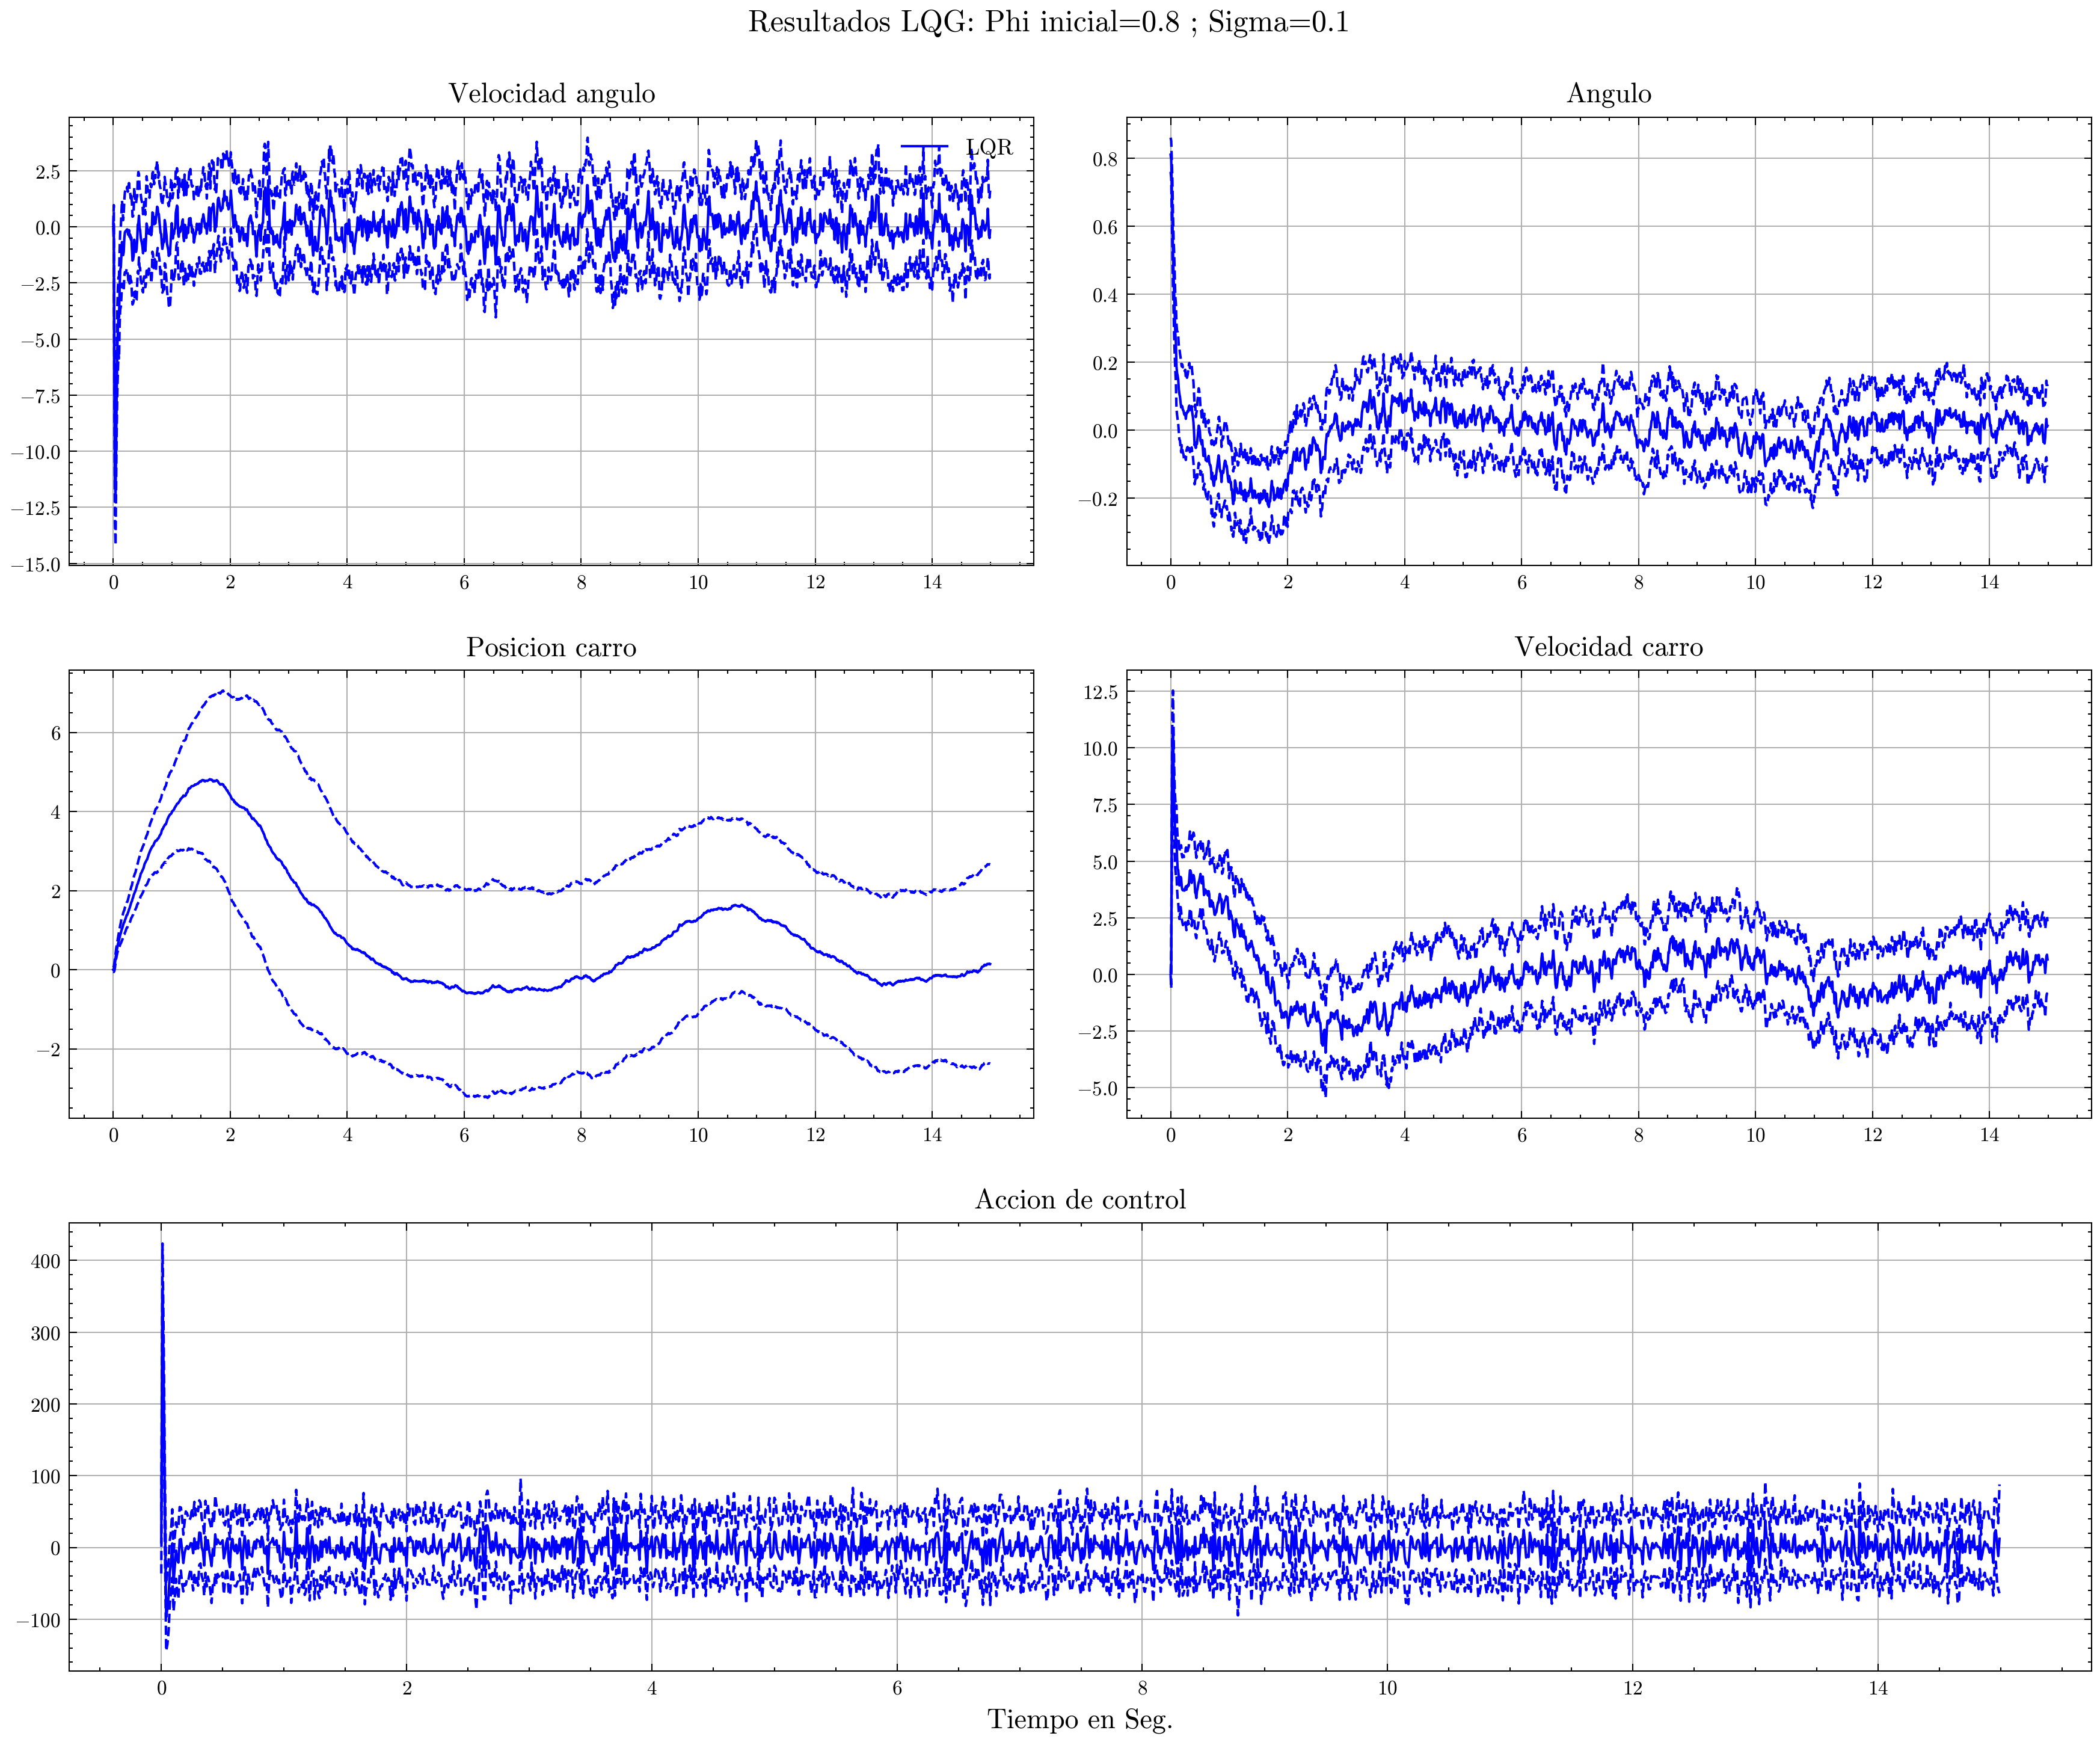 Resultados LQG: Phi inicial=0.8 ; Sigma=0.1
Velocidad angulo
LQR
2.5
0.0
−2.5
−5.0
−7.5
−10.0
−12.5
−15.0
0 2 4 6 8 10 12 14
Angulo
0.8
0.6
0.4
0.2
0.0
−0.2
0 2 4 6 8 10 12 14
Posicion carro
6
4
2
0
−2
0 2 4 6 8 10 12 14
Velocidad carro
12.5
10.0
7.5
5.0
2.5
0.0
−2.5
−5.0
0 2 4 6 8 10 12 14
Accion de control
400
300
200
100
0
−100
0 2 4 6 8 10 12 14
Tiempo en Seg.